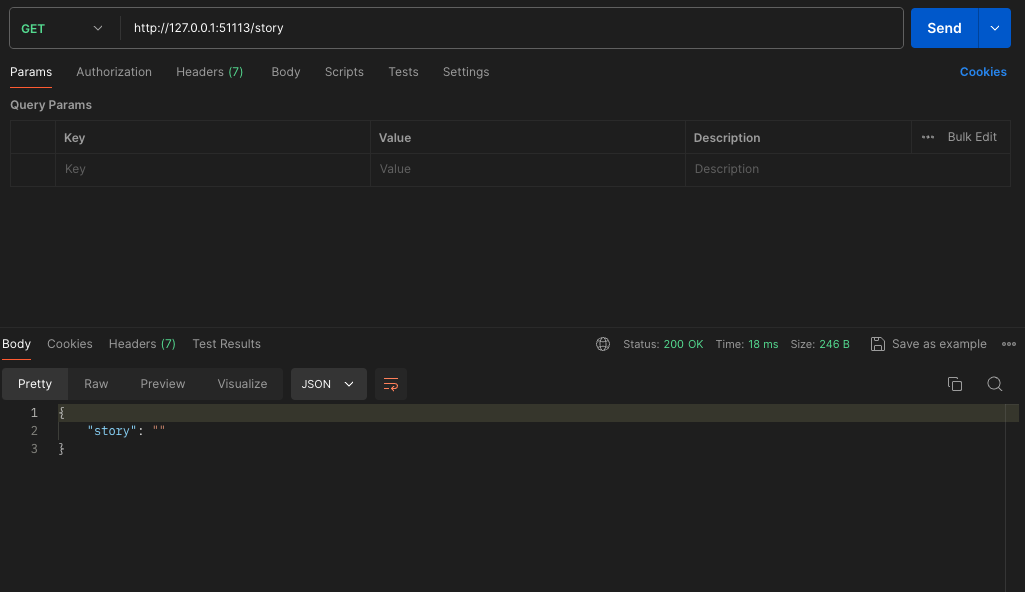 GET http://127.0.0.1:51113/story Send
Params Authorization Headers (7) Body Scripts Tests Settings Cookies
Query Params
Key Value Description ••• Bulk Edit
Key Value Description
Body Cookies Headers (7) Test Results Status: 200 OK Time: 18 ms Size: 246 B Save as example
Pretty Raw Preview Visualize JSON
1 {
2 "story": ""
3 }